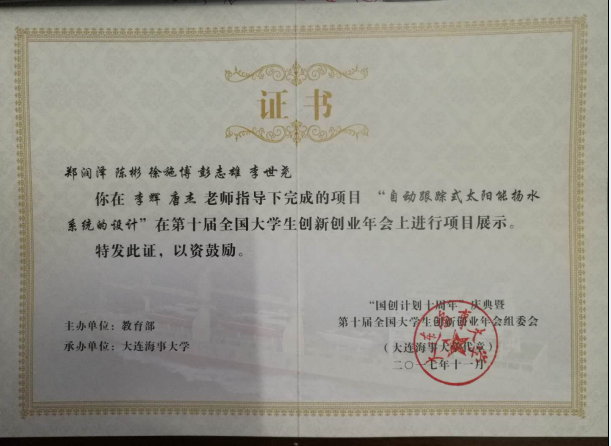 证书
郑润泽 陈彬 徐施博 彭志雄 李世尧
你在 李辉 唐杰 老师指导下完成的项目 “自动跟踪式太阳能扬水
系统的设计”在第十届全国大学生创新创业年会上进行项目展示。
特发此证，以资鼓励。
“国创计划十周年”庆典暨
主办单位：教育部
第十届全国大学生创新创业年会组委会
承办单位：大连海事大学
（大连海事大学代章）
二〇一七年十一月